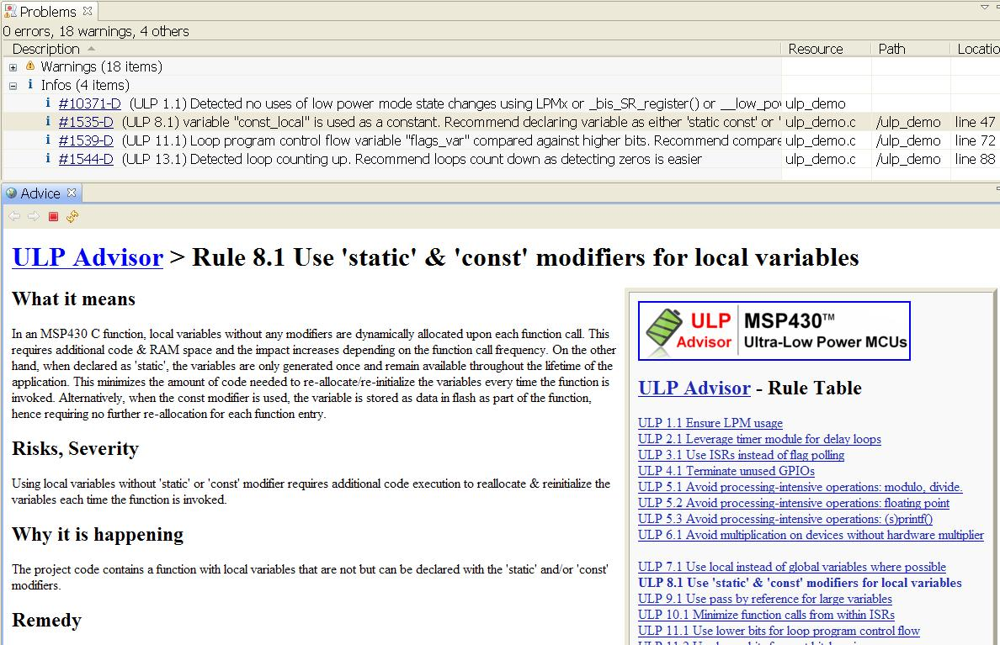 Problems
0 errors, 18 warnings, 4 others
Description Resource Path Locatio
Warnings (18 items)
Infos (4 items)
#10371-D (ULP 1.1) Detected no uses of low power mode state changes using LPMx or _bis_SR_register() or __low_po ulp_demo
#1535-D (ULP 8.1) variable "const_local" is used as a constant. Recommend declaring variable as either 'static const' or ' ulp_demo.c /ulp_demo line 47
#1539-D (ULP 11.1) Loop program control flow variable "flags_var" compared against higher bits. Recommend compare ulp_demo.c /ulp_demo line 72
#1544-D (ULP 13.1) Detected loop counting up. Recommend loops count down as detecting zeros is easier ulp_demo.c /ulp_demo line 88
Advice
ULP Advisor > Rule 8.1 Use 'static' & 'const' modifiers for local variables
What it means
In an MSP430 C function, local variables without any modifiers are dynamically allocated upon each function call. This
requires additional code & RAM space and the impact increases depending on the function call frequency. On the other
hand, when declared as 'static', the variables are only generated once and remain available throughout the lifetime of the
application. This minimizes the amount of code needed to re-allocate/re-initialize the variables every time the function is
invoked. Alternatively, when the const modifier is used, the variable is stored as data in flash as part of the function,
hence requiring no further re-allocation for each function entry.
Risks, Severity
Using local variables without 'static' or 'const' modifier requires additional code execution to reallocate & reinitialize the
variables each time the function is invoked.
Why it is happening
The project code contains a function with local variables that are not but can be declared with the 'static' and/or 'const'
modifiers.
Remedy
ULP Advisor
MSP430™
Ultra-Low Power MCUs
ULP Advisor - Rule Table
ULP 1.1 Ensure LPM usage
ULP 2.1 Leverage timer module for delay loops
ULP 3.1 Use ISRs instead of flag polling
ULP 4.1 Terminate unused GPIOs
ULP 5.1 Avoid processing-intensive operations: modulo, divide.
ULP 5.2 Avoid processing-intensive operations: floating point
ULP 5.3 Avoid processing-intensive operations: (s)printf()
ULP 6.1 Avoid multiplication on devices without hardware multiplier
ULP 7.1 Use local instead of global variables where possible
ULP 8.1 Use 'static' & 'const' modifiers for local variables
ULP 9.1 Use pass by reference for large variables
ULP 10.1 Minimize function calls from within ISRs
ULP 11.1 Use lower bits for loop program control flow